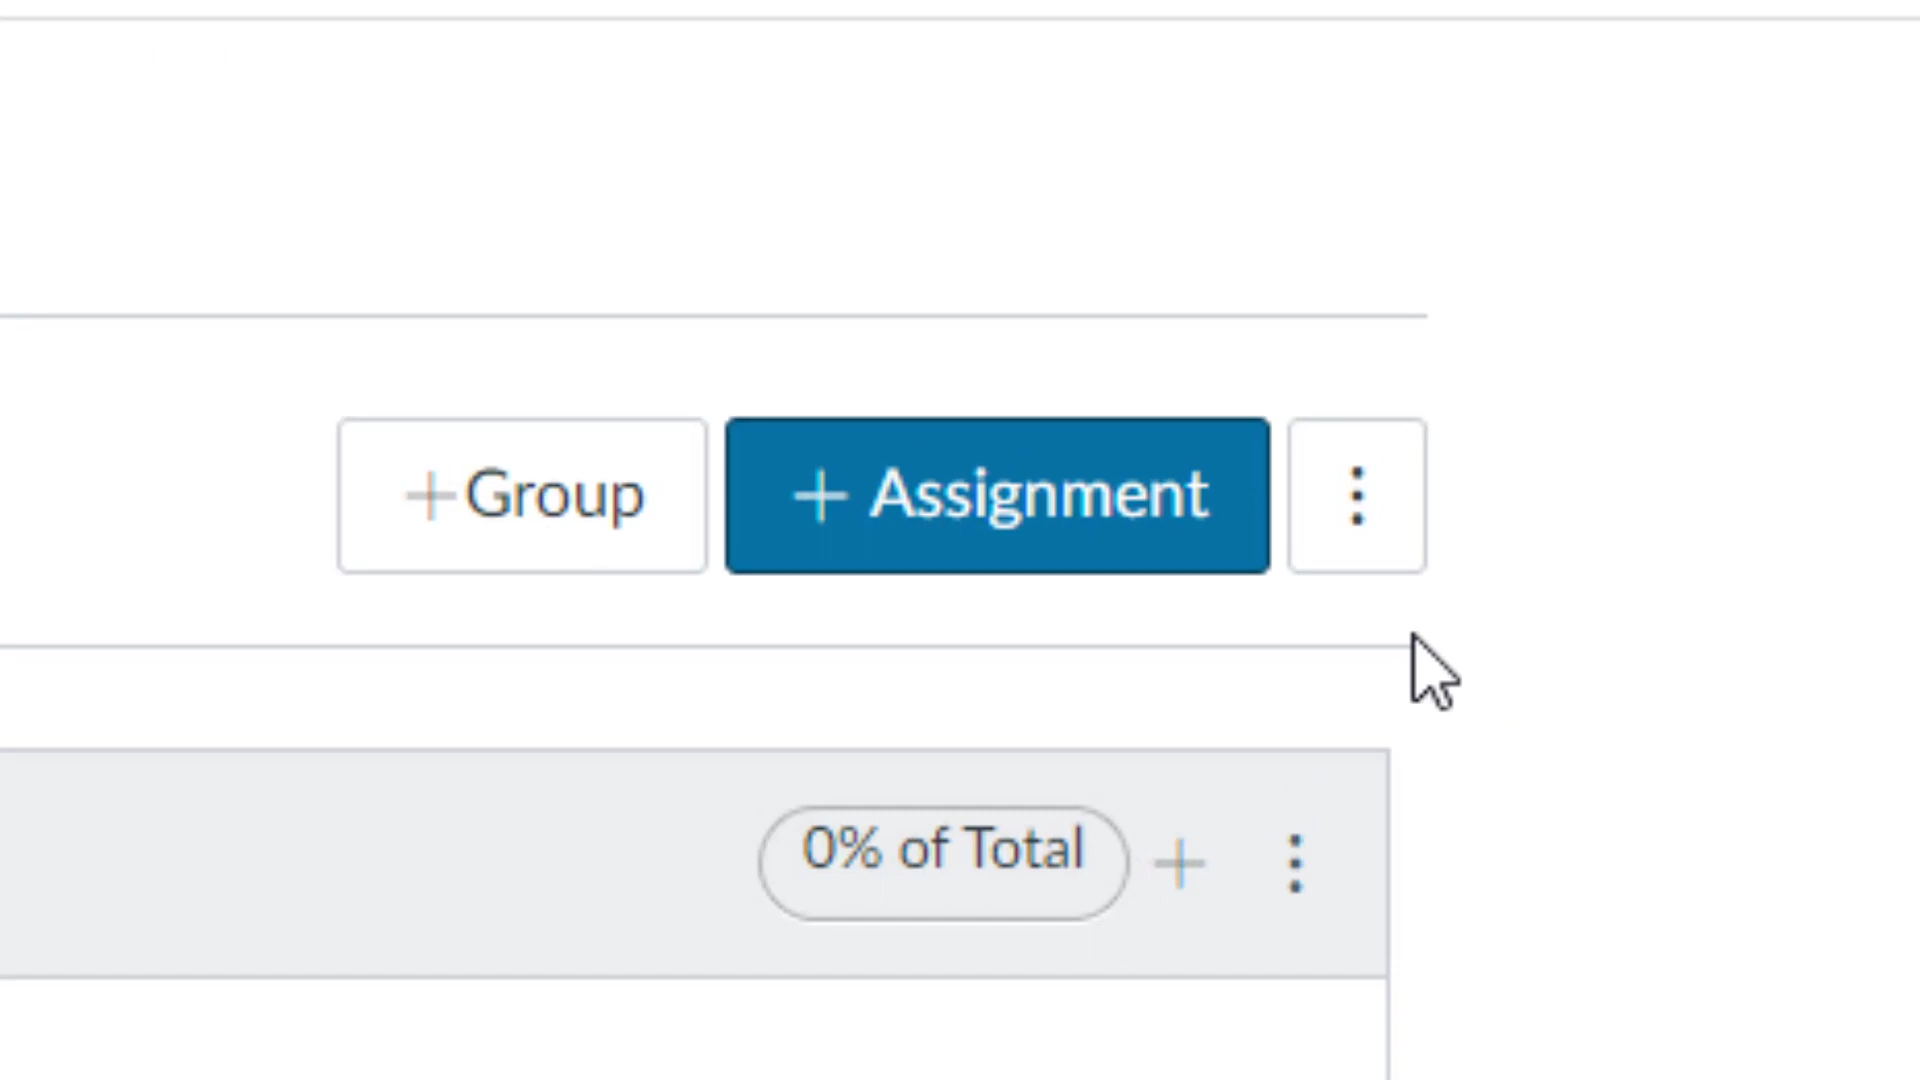 +Group + Assignment
0% of Total +